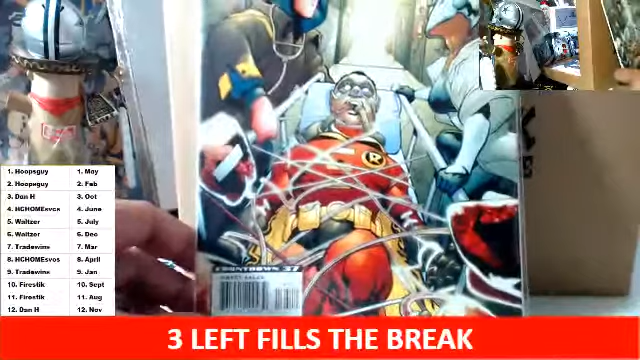 1. Hoopsguy 1. May
2. Hoopsguy 2. Feb
3. Dan H 3. Oct
4. HCHOMEsvcs 4. June
5. Waltzer 5. July
6. Waltzer 6. Dec
7. Tradewins 7. Mar
8. HCHOMEsvcs 8. April
9. Tradewins 9. Jan
10. Firestik 10. Sept
11. Firestik 11. Aug
12. Dan H 12. Nov
COUNTDOWN 37
R
3 LEFT FILLS THE BREAK